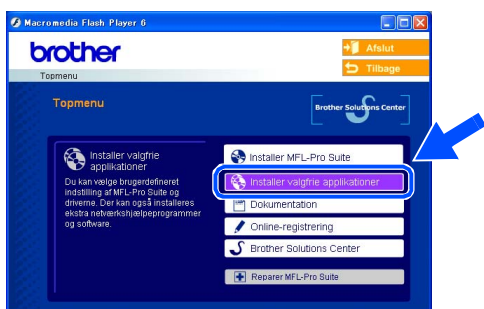 Macromedia Flash Player 6
brother
Afslut
Tilbage
Topmenu
Topmenu
Brother Solutions Center
Installer valgfrie
applikationer
Du kan vælge brugerdefineret
indstilling af MFL-Pro Suite og
driverne. Der kan også installeres
ekstra netværkshjælpeprogrammer
og software.
Installer MFL-Pro Suite
Installer valgfrie applikationer
Dokumentation
Online-registrering
Brother Solutions Center
Reparer MFL-Pro Suite